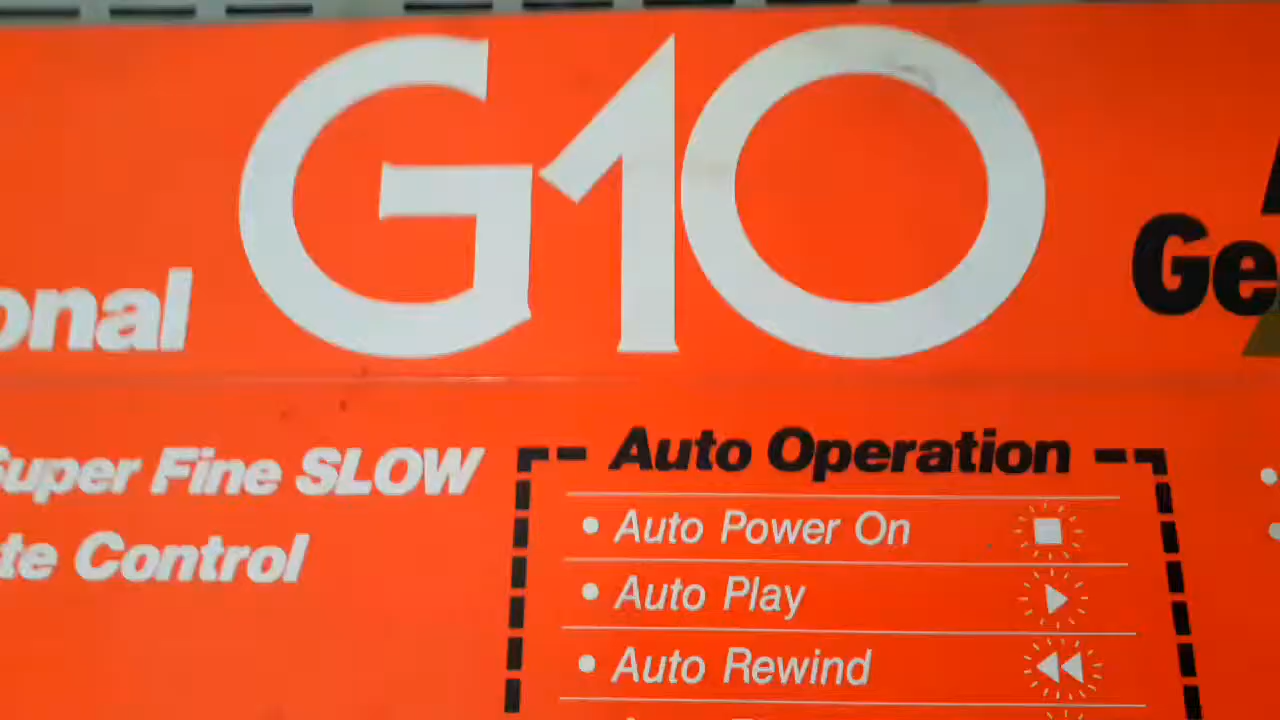 onal G10 Ge
Super Fine SLOW
te Control
Auto Operation
• Auto Power On
• Auto Play
• Auto Rewind